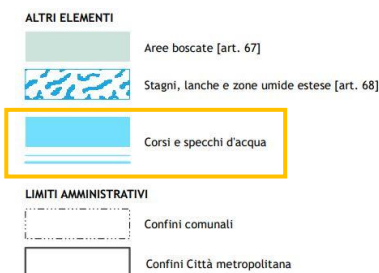 ALTRI ELEMENTI
Aree boscate [art. 67]
Stagni, lanche e zone umide estese [art. 68]
Corsi e specchi d'acqua
LIMITI AMMINISTRATIVI
Confini comunali
Confini Città metropolitana